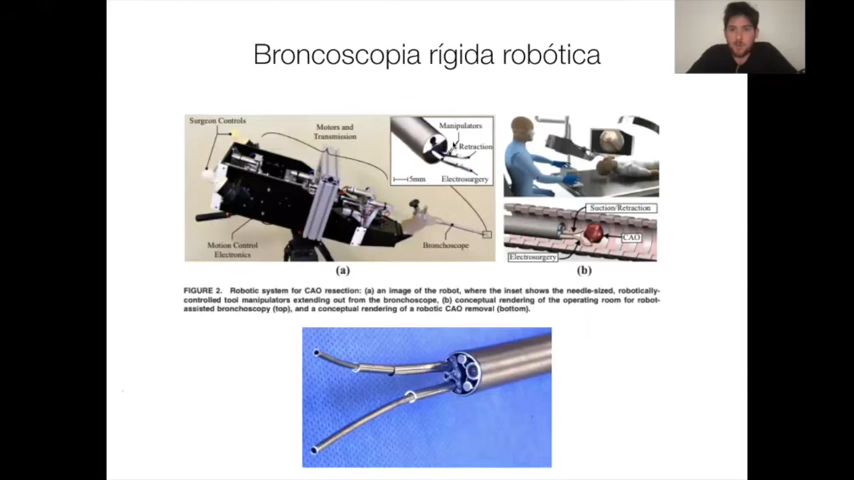 Broncoscopia rígida robótica
Surgeon Controls
Motors and
Transmission
Manipulators
Retraction
5mm
Electrosurgery
Motion Control
Electronics
Bronchoscope
(a)
Suction/Retraction
CAO
Electrosurgery
(b)
FIGURE 2. Robotic system for CAO resection: (a) an image of the robot, where the inset shows the needle-sized, robotically-
controlled tool manipulators extending out from the bronchoscope, (b) conceptual rendering of the operating room for robot-
assisted bronchoscopy (top), and a conceptual rendering of a robotic CAO removal (bottom).